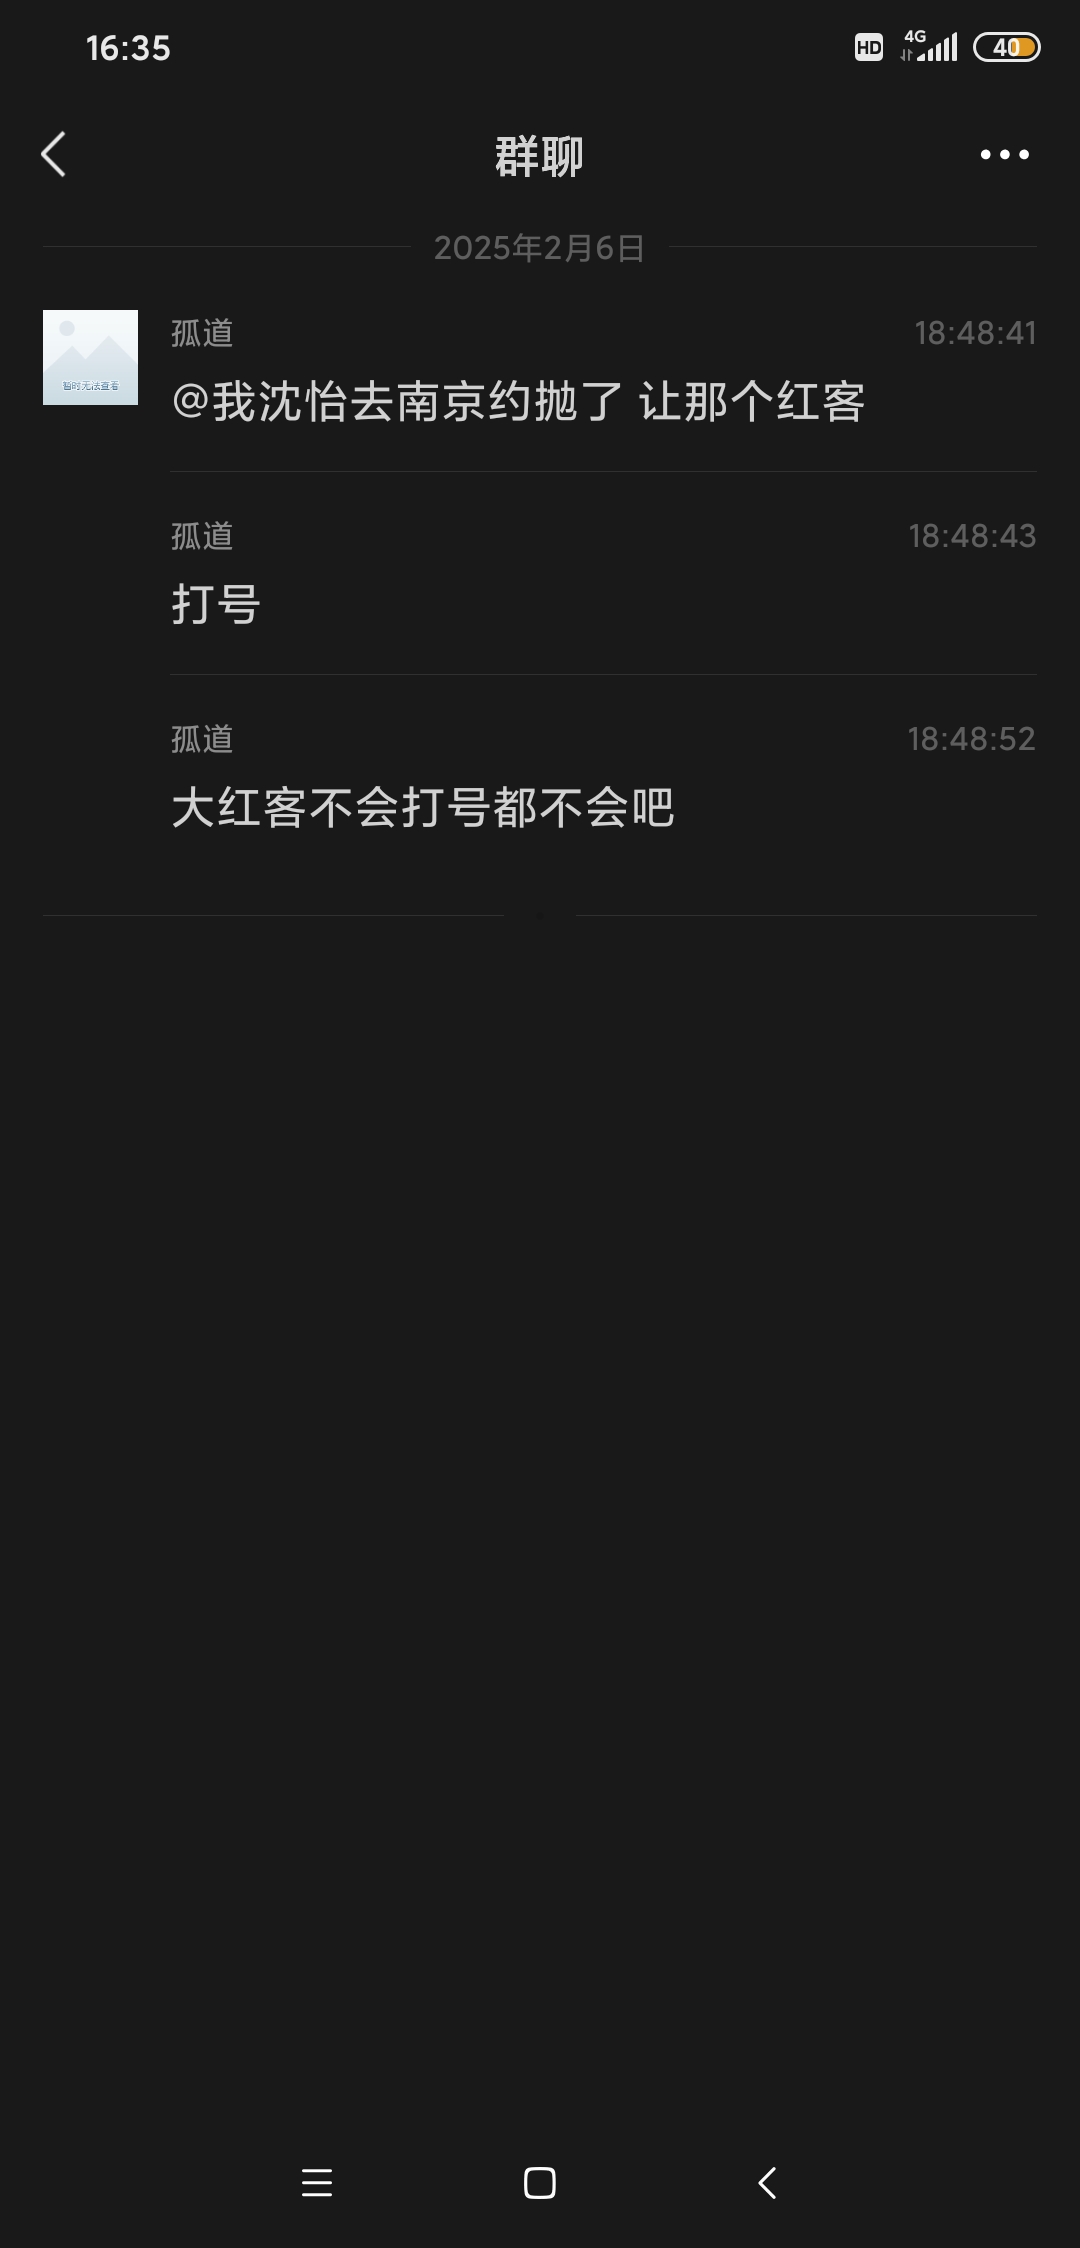 16:35
HD 4G 40
群聊
2025年2月6日
暂时无法查看
孤道 18:48:41
@我沈怡去南京约抛了 让那个红客
孤道 18:48:43
打号
孤道 18:48:52
大红客不会打号都不会吧